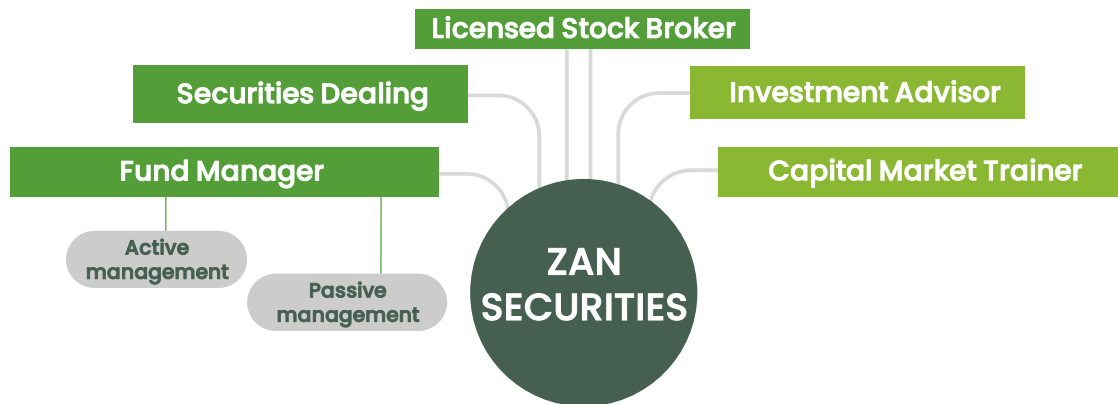 Licensed Stock Broker
Securities Dealing
Investment Advisor
Fund Manager
Capital Market Trainer
Active
management
Passive
management
ZAN
SECURITIES